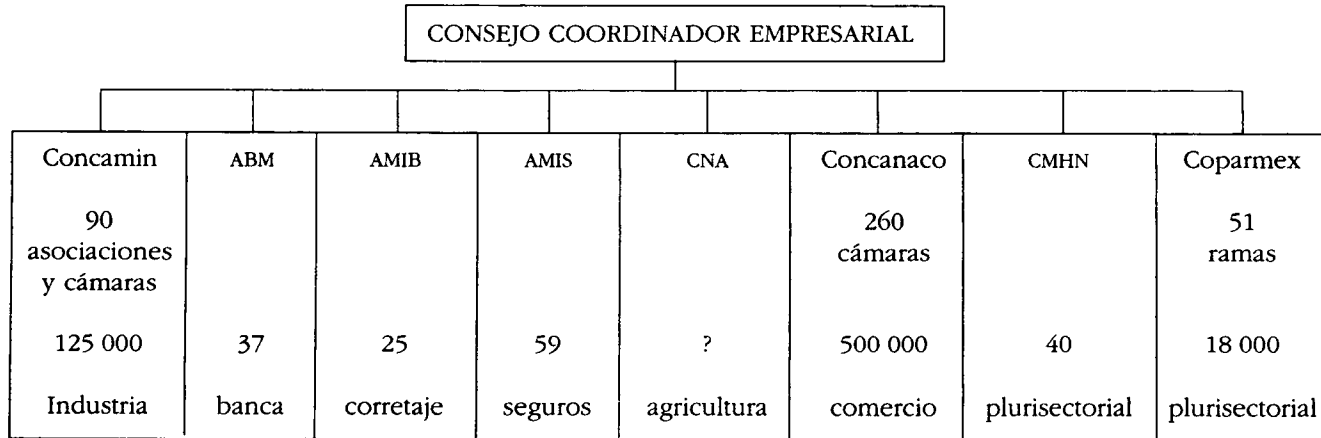 CONSEJO COORDINADOR EMPRESARIAL
Concamin ABM AMIB AMIS CNA Concanaco CMHN Coparmex
90 260 51
asociaciones cámaras ramas
y cámaras
125 000 37 25 59 ? 500 000 40 18 000
Industria banca corretaje seguros agricultura comercio plurisectorial plurisectorial